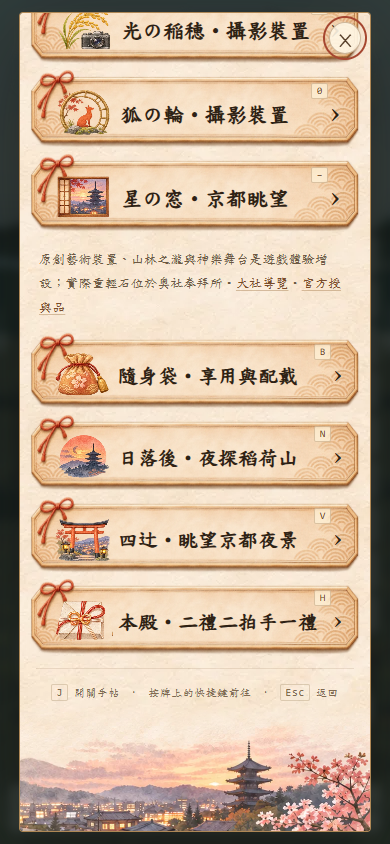 光の稲穂・攝影裝置
0
狐の輪・攝影裝置
−
星の窓・京都眺望
原創藝術裝置、山林之瀧與神樂舞台是遊戲體驗增
設；實際重輕石位於奧社奉拜所・大社導覽・官方授
與品
B
隨身袋・享用與配戴
N
日落後・夜探稻荷山
V
四辻・眺望京都夜景
H
本殿・二禮二拍手一禮
J 開關手帖 · 按牌上的快捷鍵前往 · Esc 返回